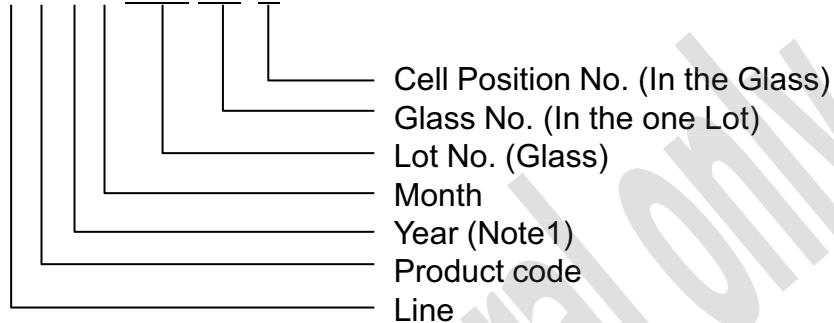 Cell Position No. (In the Glass)
Glass No. (In the one Lot)
Lot No. (Glass)
Month
Year (Note1)
Product code
Line
only